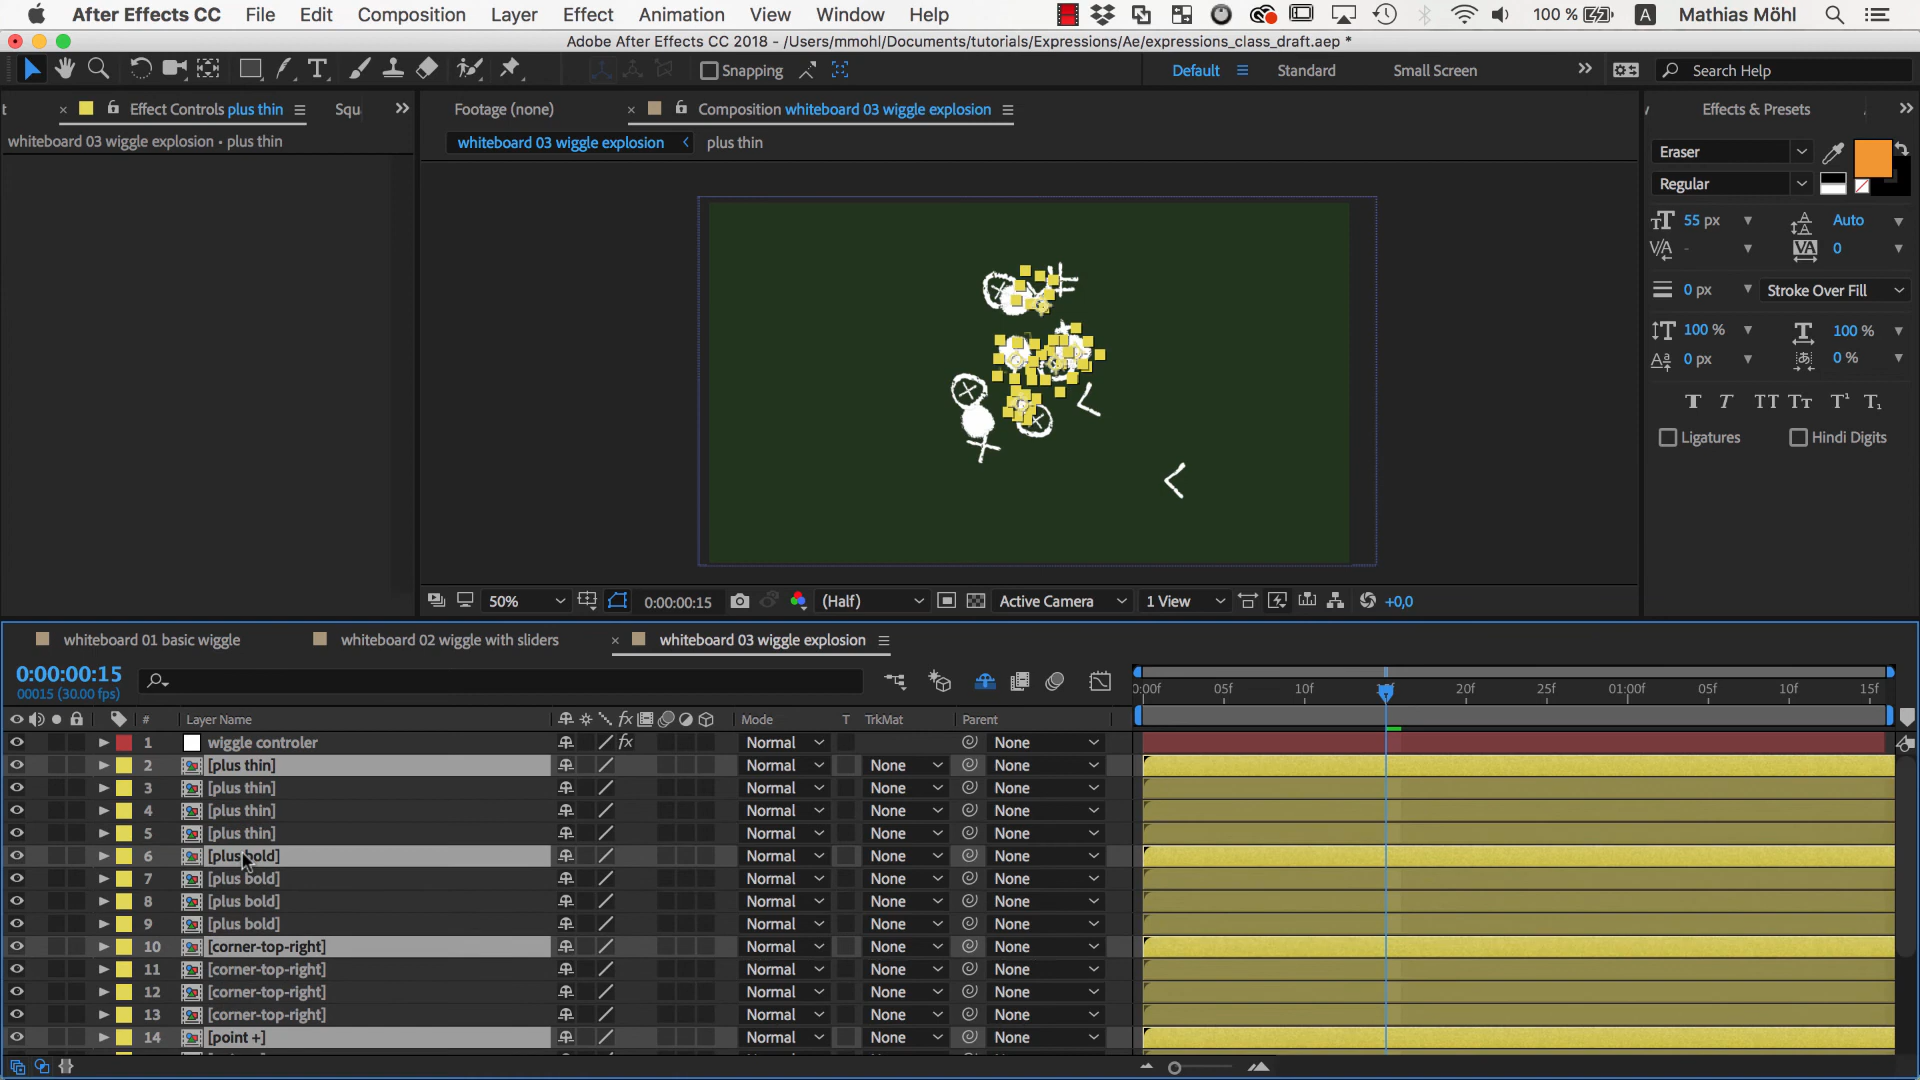 After Effects CC File Edit Composition Layer Effect Animation View Window Help 100 % A Mathias Möhl
Adobe After Effects CC 2018 - /Users/mmohl/Documents/tutorials/Expressions/Ae/expressions_class_draft.aep *
Snapping Default Standard Small Screen Search Help
t × Effect Controls plus thin Squ Footage (none) × Composition whiteboard 03 wiggle explosion Effects & Presets
whiteboard 03 wiggle explosion • plus thin
whiteboard 03 wiggle explosion plus thin
Eraser
Regular
55 px Auto
- 0
0 px Stroke Over Fill
100 % 100 %
0 px 0 %
T T TT Tт T¹ T₁
Ligatures Hindi Digits
50% 0:00:00:15 (Half) Active Camera 1 View +0,0
whiteboard 01 basic wiggle whiteboard 02 wiggle with sliders × whiteboard 03 wiggle explosion
0:00:00:15
00015 (30.00 fps)
0:00f 05f 10f 15f 20f 25f 01:00f 05f 10f 15f
# Layer Name fx Mode T TrkMat Parent
1 wiggle controler fx Normal None
2 [plus thin] Normal None None
3 [plus thin] Normal None None
4 [plus thin] Normal None None
5 [plus thin] Normal None None
6 [plus bold] Normal None None
7 [plus bold] Normal None None
8 [plus bold] Normal None None
9 [plus bold] Normal None None
10 [corner-top-right] Normal None None
11 [corner-top-right] Normal None None
12 [corner-top-right] Normal None None
13 [corner-top-right] Normal None None
14 [point +] Normal None None